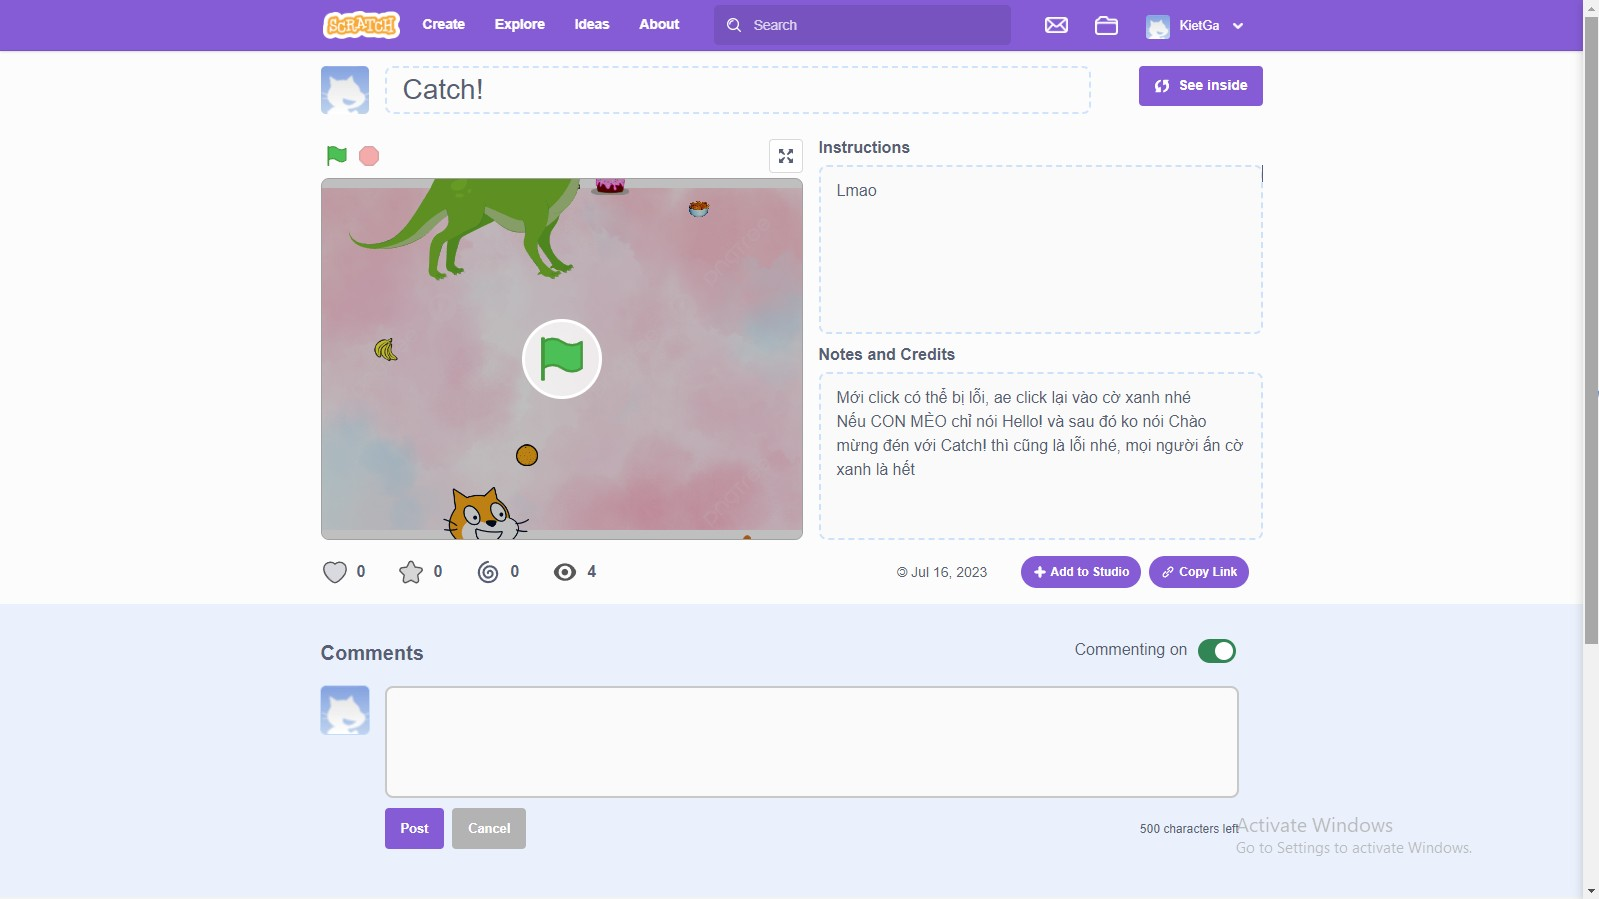 SCRATCH
Create
Explore
Ideas
About
Search
KietGa
Catch!
See inside
Instructions
Lmao
Notes and Credits
Mới click có thể bị lỗi, ae click lại vào cờ xanh nhé
Nếu CON MÈO chỉ nói Hello! và sau đó ko nói Chào
mừng đén với Catch! thì cũng là lỗi nhé, mọi người ấn cờ
xanh là hết
0
0
0
4
Jul 16, 2023
Add to Studio
Copy Link
Comments
Commenting on
Post
Cancel
500 characters left
Activate Windows
Go to Settings to activate Windows.